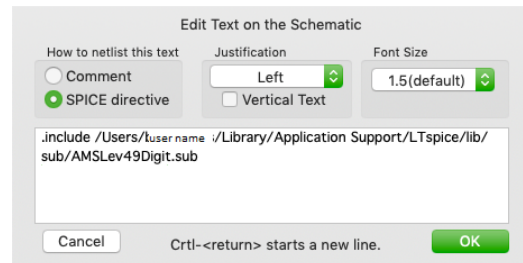 Edit Text on the Schematic
How to netlist this text Justification Font Size
Comment Left 1.5(default)
SPICE directive Vertical Text
.include /Users/username /Library/Application Support/LTspice/lib/
sub/AMSLev49Digit.sub
Cancel Crtl-<return> starts a new line. OK